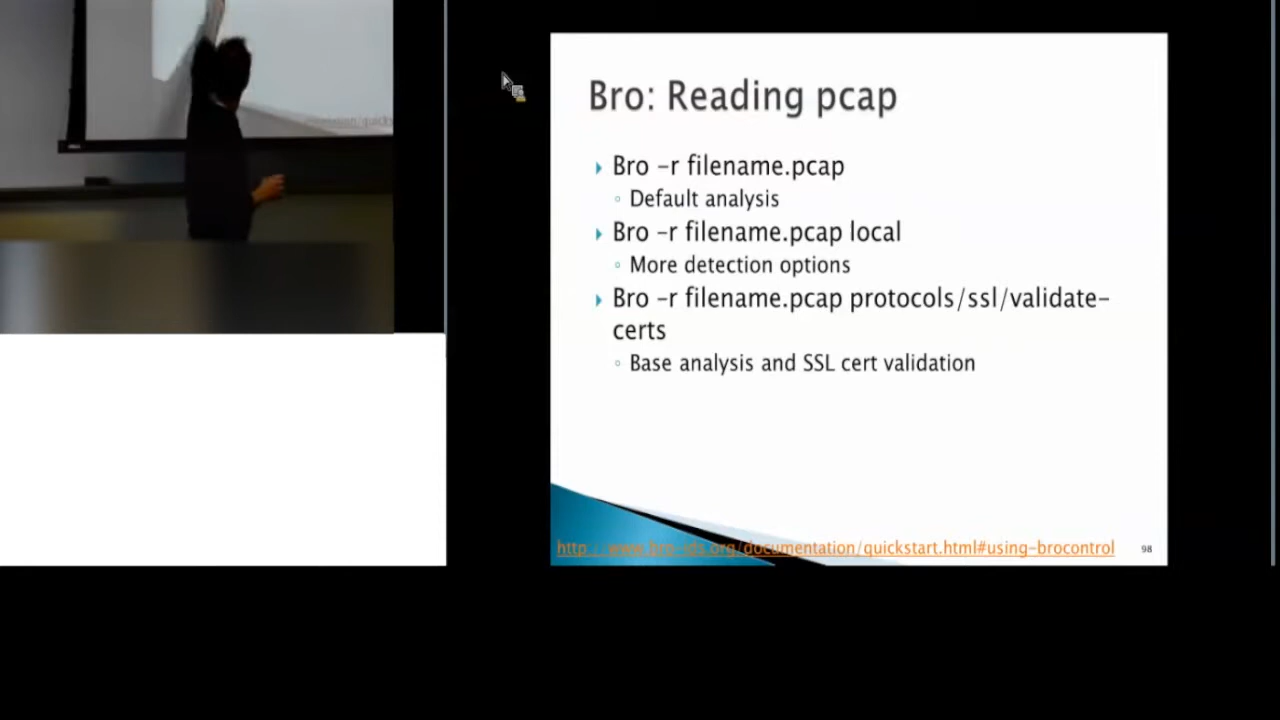 Bro: Reading pcap
Bro –r filename.pcap
Default analysis
Bro –r filename.pcap local
More detection options
Bro –r filename.pcap protocols/ssl/validate-
certs
Base analysis and SSL cert validation
http://www.bro-ids.org/documentation/quickstart.html#using-brocontrol
98